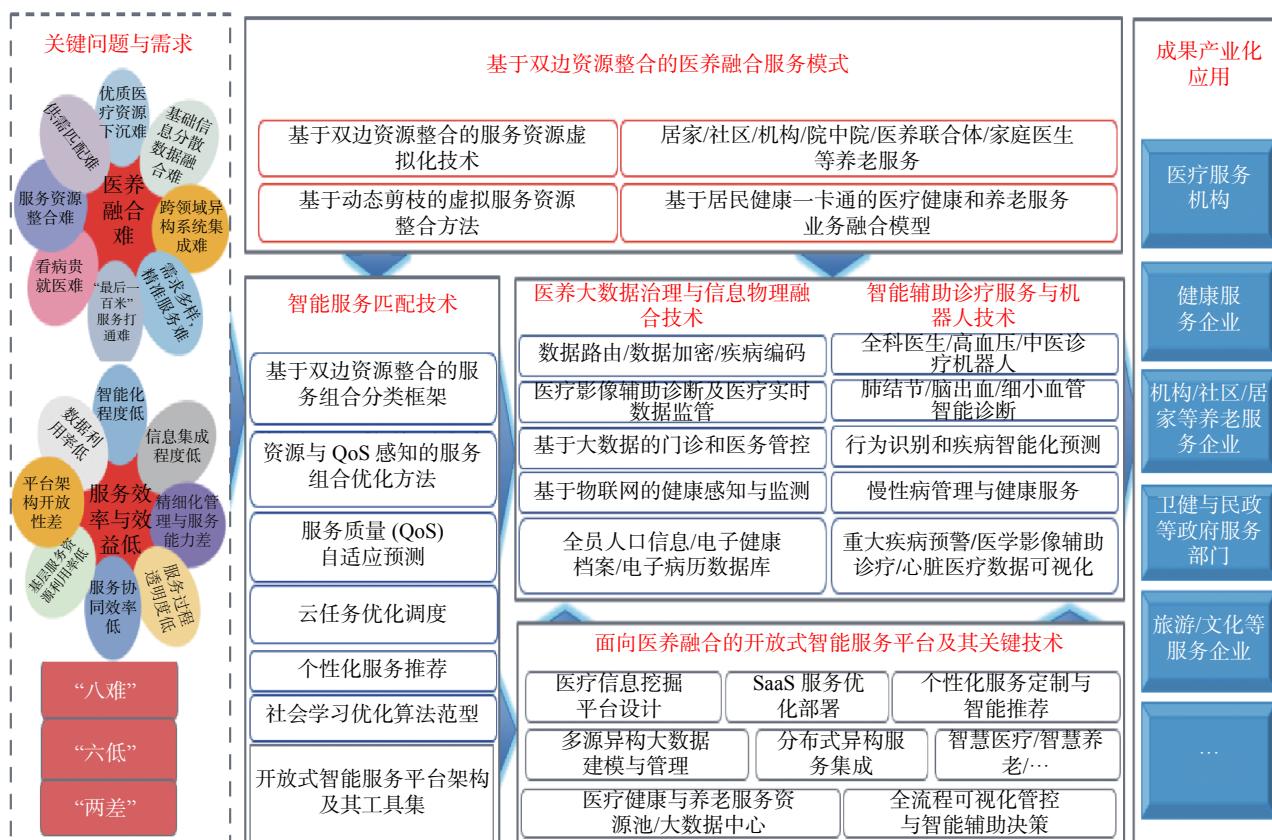 关键问题与需求
优质医
疗资源
下沉难
供需匹配难
基础信
息分散
数据融
合难
服务资源
整合难
医养
融合
难
跨领域异
构系统集
成难
看病贵
就医难
“最后一
百米”
服务打
通难
需求多样，
精准服务难
智能化
程度低
数据利
用率低
信息集成
程度低
平台架
构开放
性差
服务效
率与效
益低
精细化管
理与服务
能力差
基层服务资
源利用率低
服务协
同效率
低
服务过程
透明度低
“八难”
“六低”
“两差”
基于双边资源整合的医养融合服务模式
基于双边资源整合的服务资源虚
拟化技术
居家/社区/机构/院中院/医养联合体/家庭医生
等养老服务
基于动态剪枝的虚拟服务资源
整合方法
基于居民健康一卡通的医疗健康和养老服务
业务融合模型
智能服务匹配技术
基于双边资源整合的服
务组合分类框架
资源与 QoS 感知的服务
组合优化方法
服务质量 (QoS)
自适应预测
云任务优化调度
个性化服务推荐
社会学习优化算法范型
开放式智能服务平台架构
及其工具集
医养大数据治理与信息物理融
合技术
数据路由/数据加密/疾病编码
医疗影像辅助诊断及医疗实时
数据监管
基于大数据的门诊和医务管控
基于物联网的健康感知与监测
全员人口信息/电子健康
档案/电子病历数据库
智能辅助诊疗服务与机
器人技术
全科医生/高血压/中医诊
疗机器人
肺结节/脑出血/细小血管
智能诊断
行为识别和疾病智能化预测
慢性病管理与健康服务
重大疾病预警/医学影像辅助
诊疗/心脏医疗数据可视化
面向医养融合的开放式智能服务平台及其关键技术
医疗信息挖掘
平台设计
SaaS 服务优
化部署
个性化服务定制与
智能推荐
多源异构大数据
建模与管理
分布式异构服
务集成
智慧医疗/智慧养
老/…
医疗健康与养老服务资
源池/大数据中心
全流程可视化管控
与智能辅助决策
成果产业化
应用
医疗服务
机构
健康服
务企业
机构/社区/居
家等养老服
务企业
卫健与民政
等政府服务
部门
旅游/文化等
服务企业
…